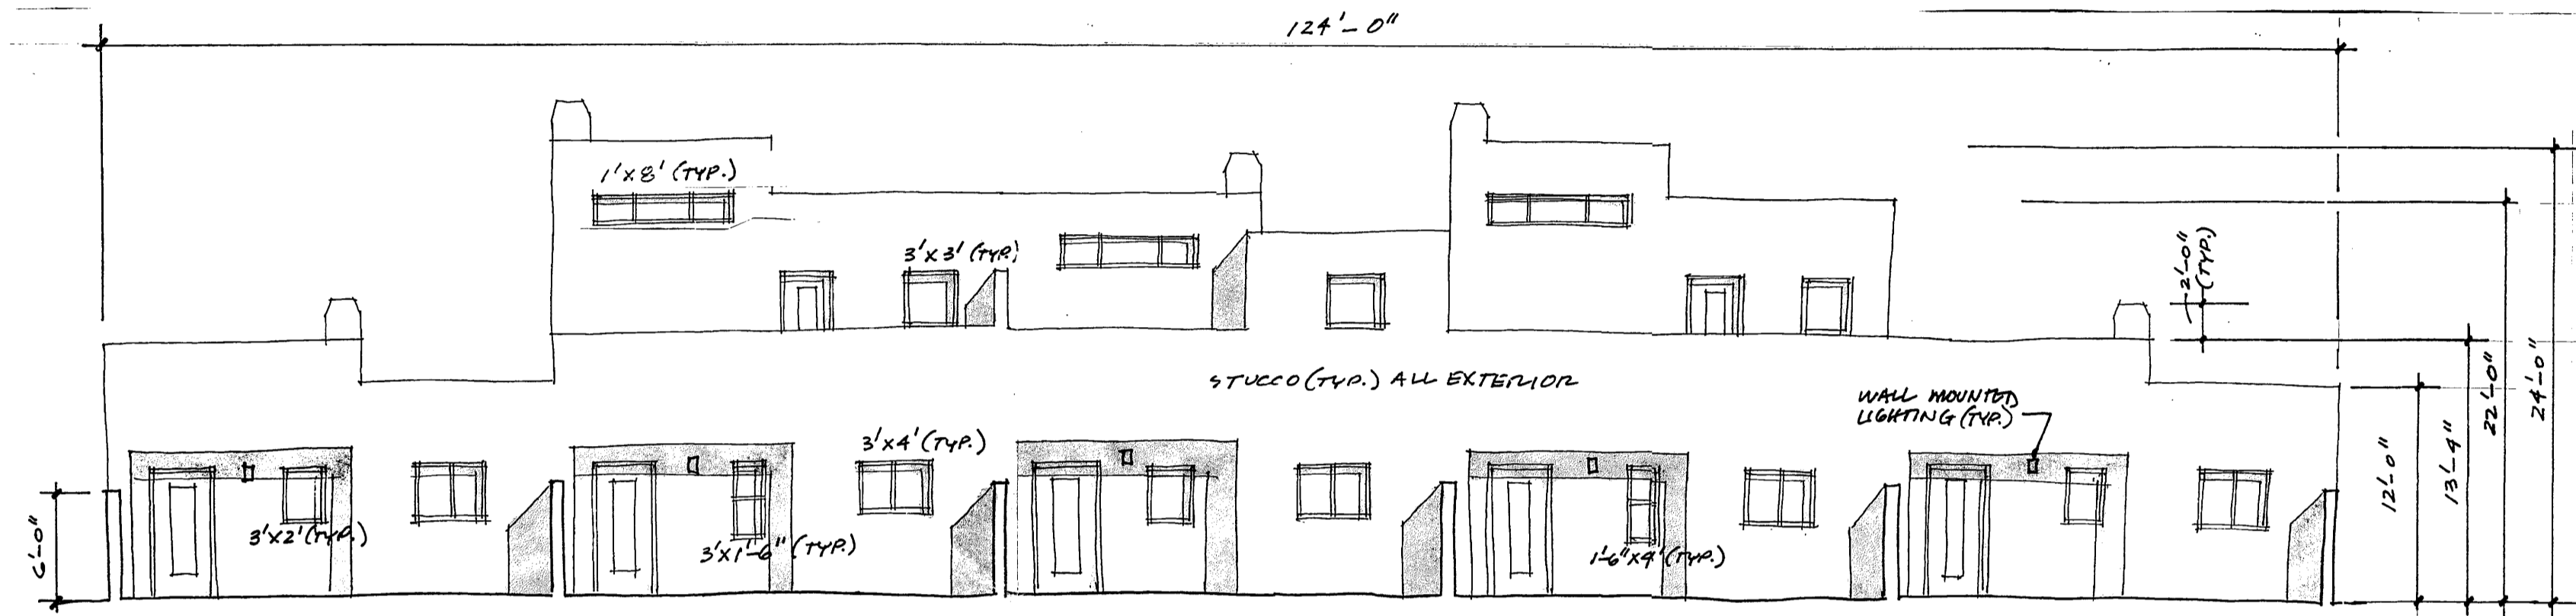 124'-0"
1'X8' (TYP.)
3'X3' (TYP.)
2'-0"
(TYP.)
STUCCO (TYP.) ALL EXTERIOR
WALL MOUNTED
LIGHTING (TYP.)
3'X4' (TYP.)
6'-0"
3'X2' (TYP.)
3'X1'-6" (TYP.)
1'-6"X4' (TYP.)
12'-0"
13'-4"
22'-0"
24'-0"